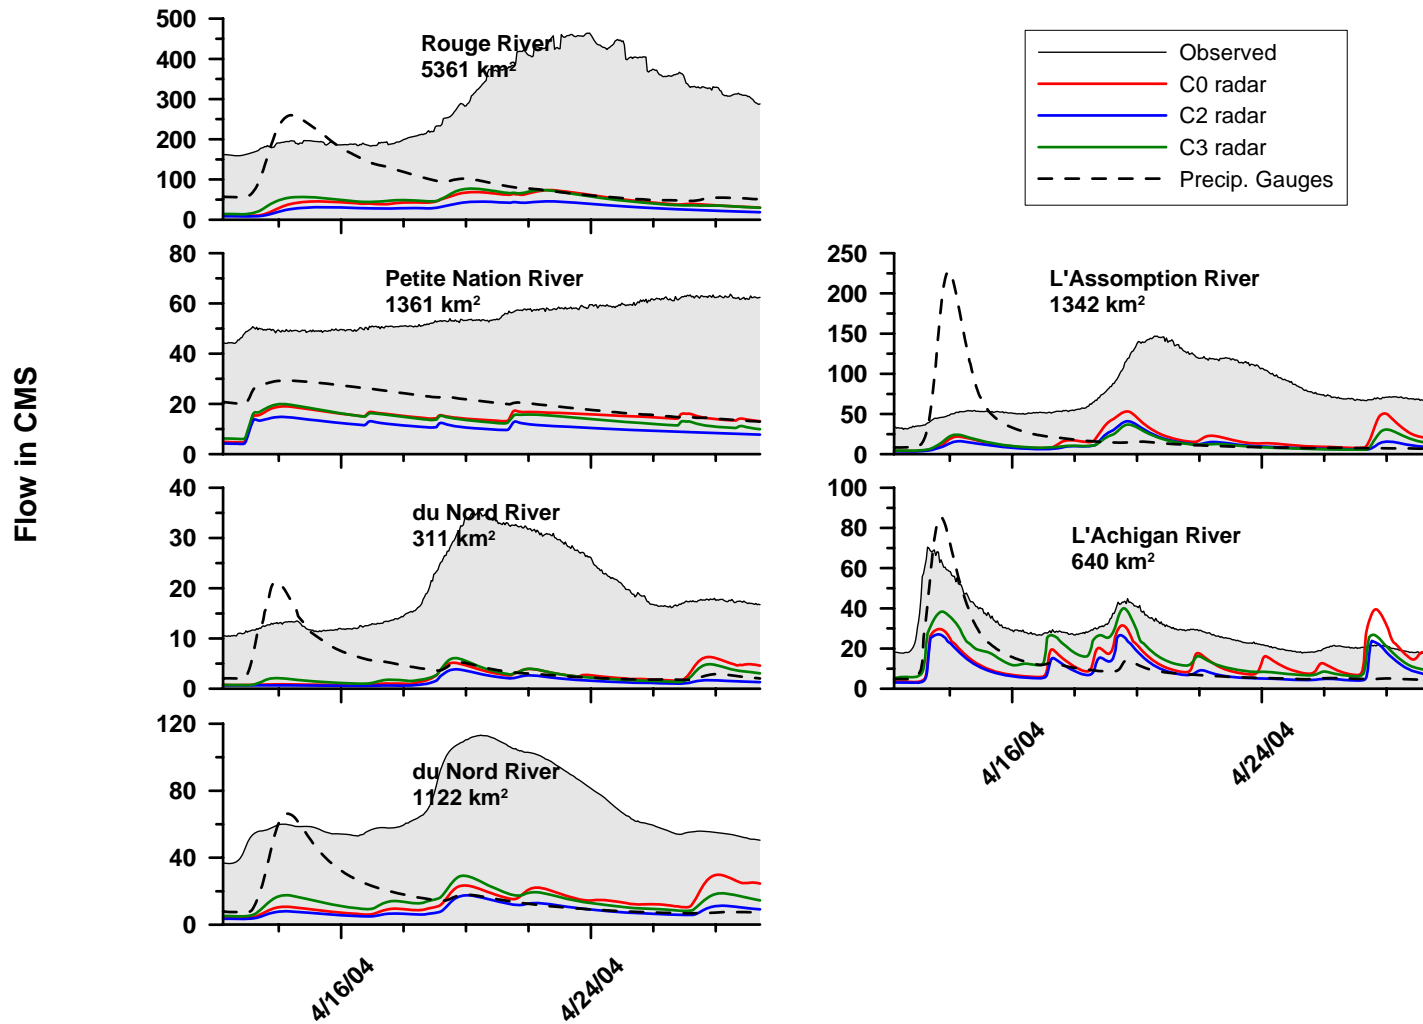 Flow in CMS
500
400
300
200
100
0
Rouge River
5361 km²
Observed
C0 radar
C2 radar
C3 radar
Precip. Gauges
80
60
40
20
0
Petite Nation River
1361 km²
250
200
150
100
50
0
L'Assomption River
1342 km²
40
30
20
10
0
du Nord River
311 km²
100
80
60
40
20
0
L'Achigan River
640 km²
4/16/04
4/24/04
120
80
40
0
du Nord River
1122 km²
4/16/04
4/24/04